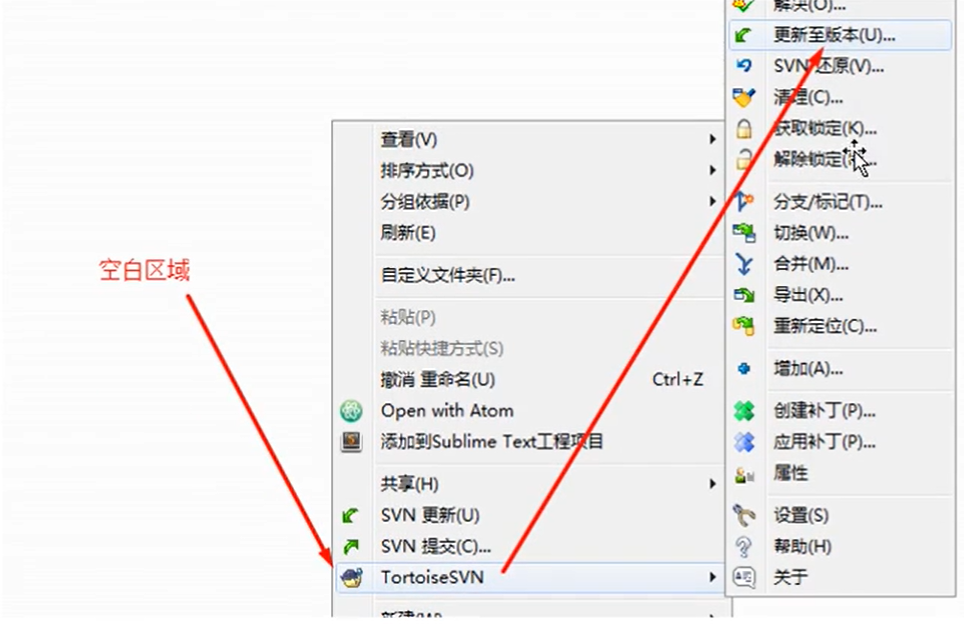 空白区域
查看(V)
排序方式(O)
分组依据(P)
刷新(E)
自定义文件夹(F)...
粘贴(P)
粘贴快捷方式(S)
撤消 重命名(U) Ctrl+Z
Open with Atom
添加到Sublime Text工程项目
共享(H)
SVN 更新(U)
SVN 提交(C)...
TortoiseSVN
新建(W)
解决(O)...
更新至版本(U)...
SVN 还原(V)...
清理(C)...
获取锁定(K)...
解除锁定
分支/标记(T)...
切换(W)...
合并(M)...
导出(X)...
重新定位(C)...
增加(A)...
创建补丁(P)...
应用补丁(P)...
属性
设置(S)
帮助(H)
关于